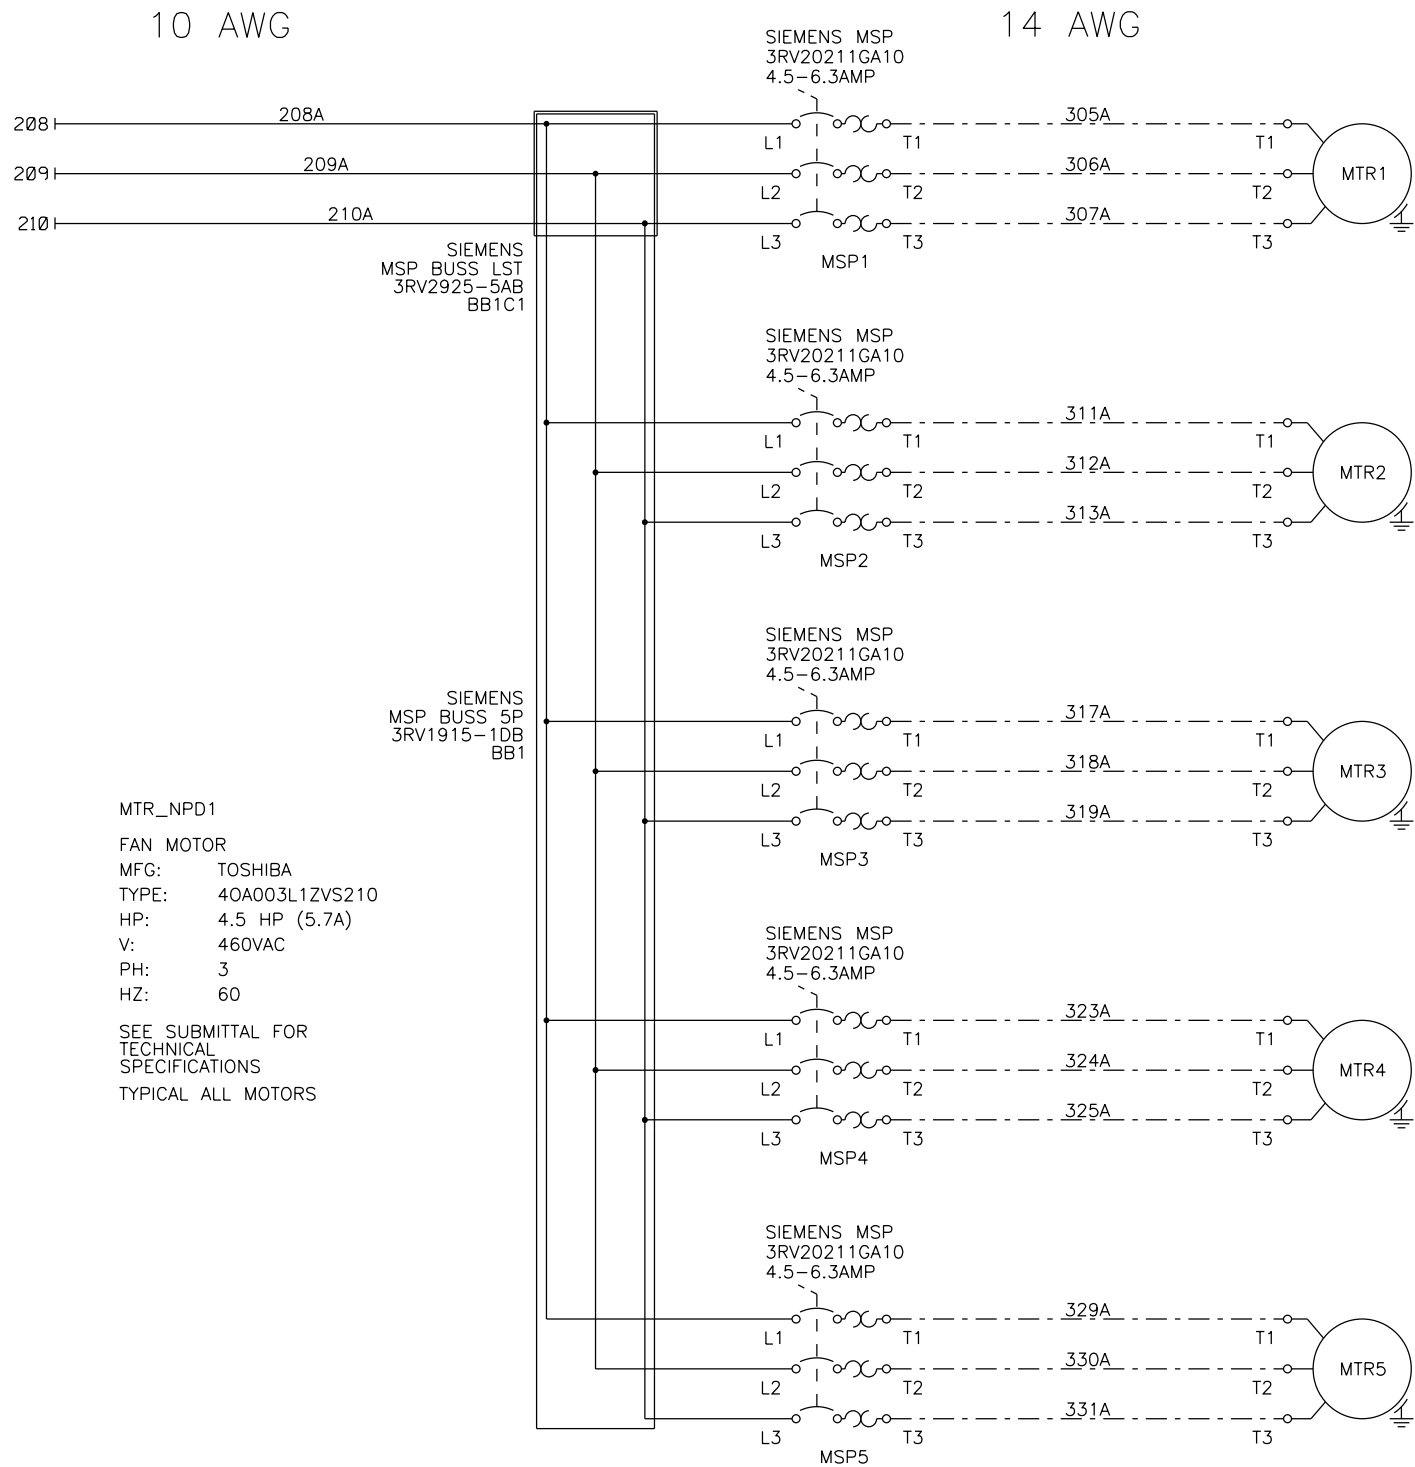 10 AWG
14 AWG
SIEMENS MSP
3RV20211GA10
4.5-6.3AMP
208
208A
L1
T1
305A
T1
209
209A
L2
T2
306A
T2
MTR1
210
210A
L3
T3
307A
T3
MSP1
SIEMENS
MSP BUSS LST
3RV2925-5AB
BB1C1
SIEMENS MSP
3RV20211GA10
4.5-6.3AMP
L1
T1
311A
T1
L2
T2
312A
T2
MTR2
L3
T3
313A
T3
MSP2
SIEMENS MSP
3RV20211GA10
4.5-6.3AMP
SIEMENS
MSP BUSS 5P
3RV1915-1DB
BB1
L1
T1
317A
T1
L2
T2
318A
T2
MTR3
L3
T3
319A
T3
MSP3
MTR_NPD1
FAN MOTOR
MFG: TOSHIBA
TYPE: 4OA003L1ZVS210
HP: 4.5 HP (5.7A)
V: 460VAC
PH: 3
HZ: 60
SEE SUBMITTAL FOR
TECHNICAL
SPECIFICATIONS
TYPICAL ALL MOTORS
SIEMENS MSP
3RV20211GA10
4.5-6.3AMP
L1
T1
323A
T1
L2
T2
324A
T2
MTR4
L3
T3
325A
T3
MSP4
SIEMENS MSP
3RV20211GA10
4.5-6.3AMP
L1
T1
329A
T1
L2
T2
330A
T2
MTR5
L3
T3
331A
T3
MSP5